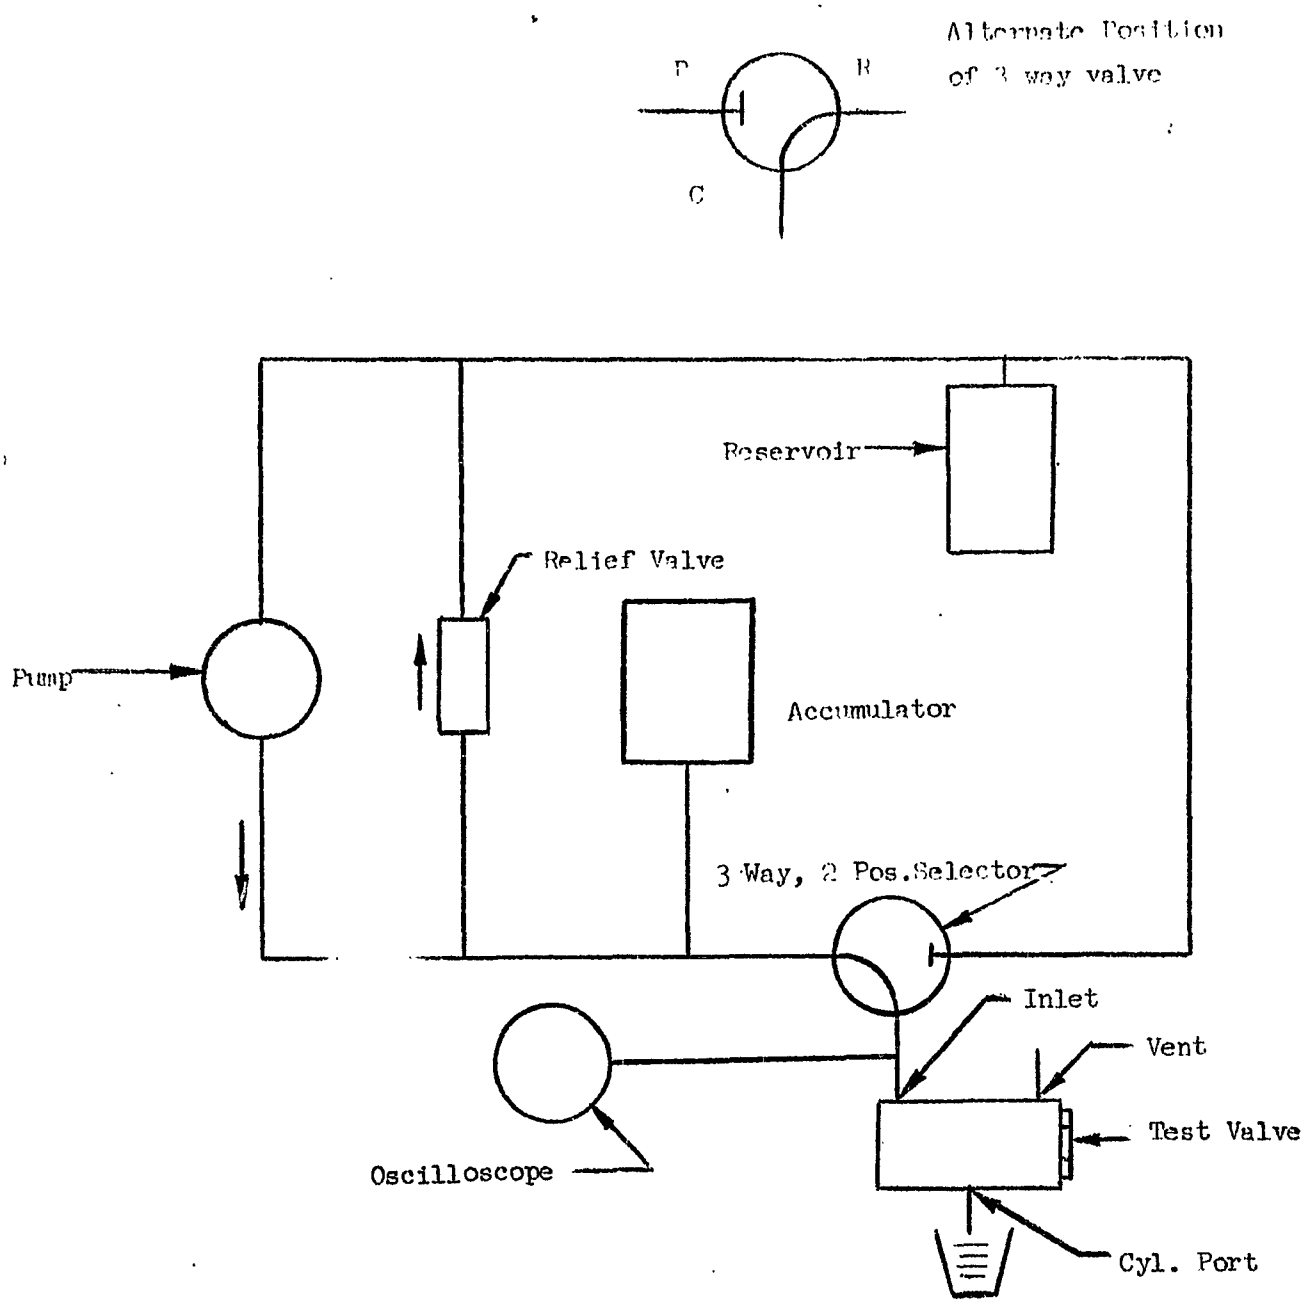 Alternate Position
of 3 way valve
P
R
C
Reservoir
Relief Valve
Pump
Accumulator
3 Way, 2 Pos.Selector
Inlet
Vent
Test Valve
Oscilloscope
Cyl. Port